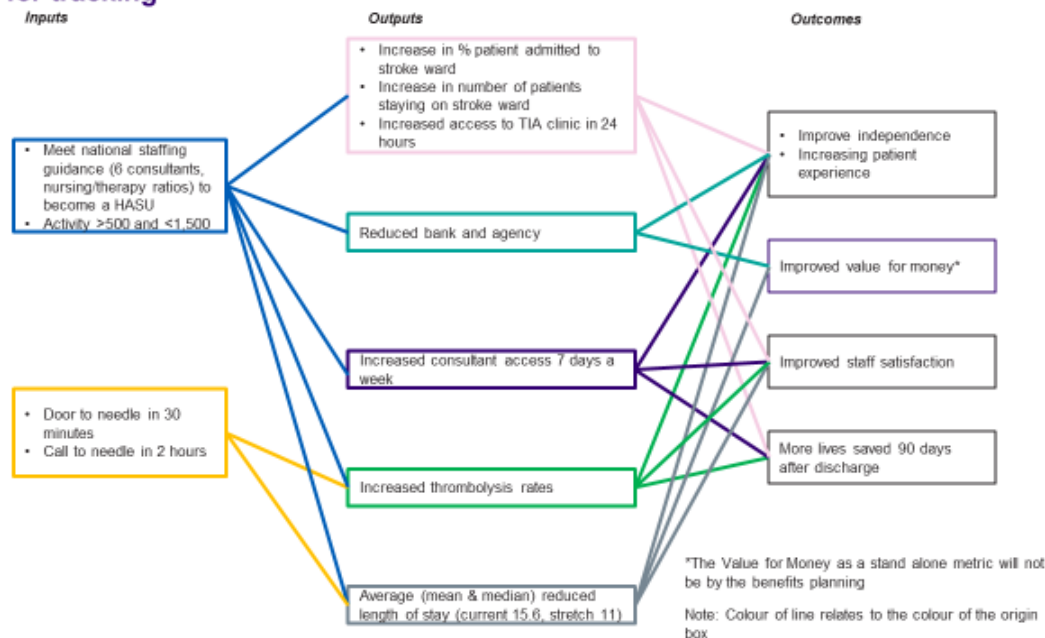 for tracking
Inputs
Outputs
Outcomes
• Increase in % patient admitted to
stroke ward
• Increase in number of patients
staying on stroke ward
• Increased access to TIA clinic in 24
hours
• Meet national staffing
guidance (6 consultants,
nursing/therapy ratios) to
become a HASU
• Activity >500 and <1,500
• Improve independence
• Increasing patient
experience
Reduced bank and agency
Improved value for money*
Increased consultant access 7 days a
week
Improved staff satisfaction
• Door to needle in 30
minutes
• Call to needle in 2 hours
More lives saved 90 days
after discharge
Increased thrombolysis rates
Average (mean & median) reduced
length of stay (current 15.6, stretch 11)
*The Value for Money as a stand alone metric will not
be by the benefits planning
Note: Colour of line relates to the colour of the origin
box